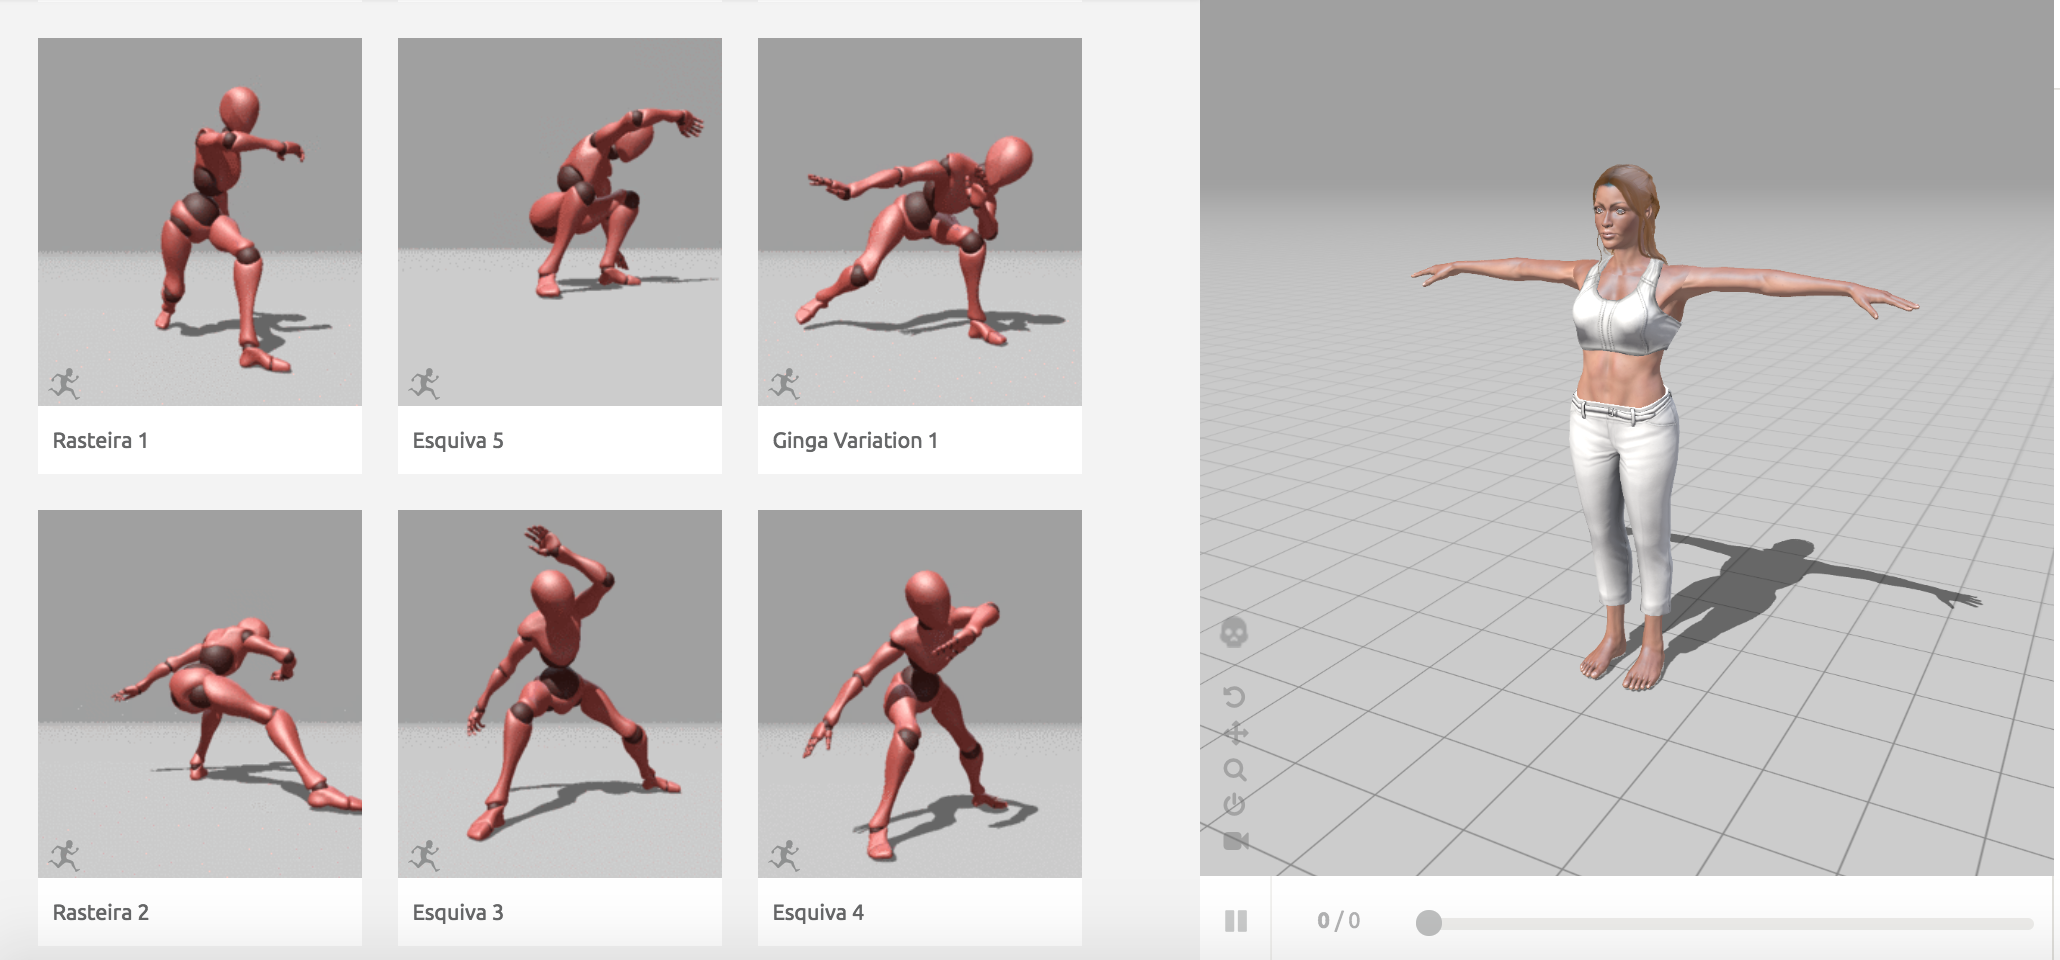 Rasteira 1
Esquiva 5
Ginga Variation 1
Rasteira 2
Esquiva 3
Esquiva 4
0 / 0